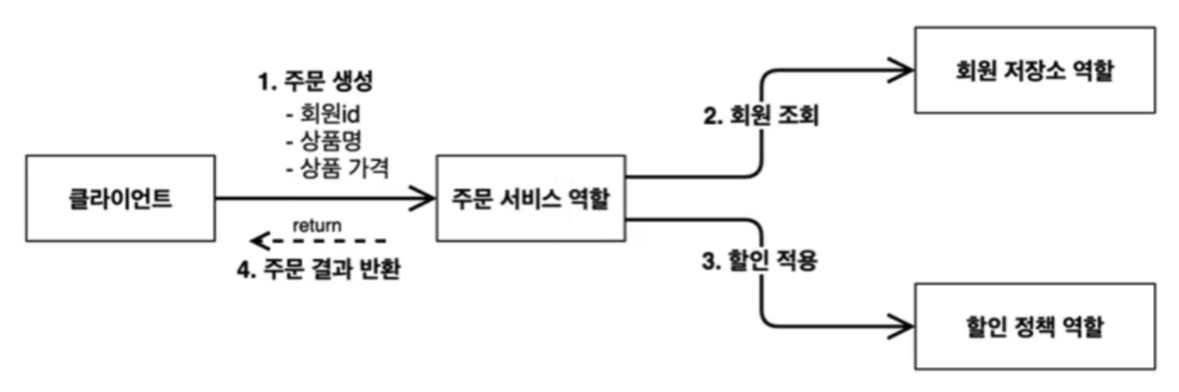 1. 주문 생성
- 회원id
- 상품명
- 상품 가격
클라이언트
return
4. 주문 결과 반환
주문 서비스 역할
2. 회원 조회
회원 저장소 역할
3. 할인 적용
할인 정책 역할